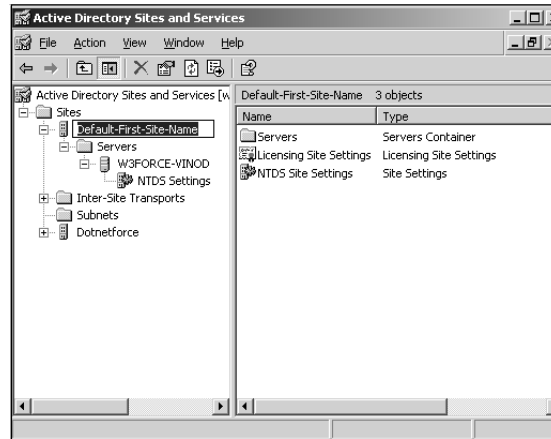 Active Directory Sites and Services
File Action View Window Help
Active Directory Sites and Services [w
Sites
Default-First-Site-Name
Servers
W3FORCE-VINOD
NTDS Settings
Inter-Site Transports
Subnets
Dotnetforce
Default-First-Site-Name 3 objects
Name Type
Servers Servers Container
Licensing Site Settings Licensing Site Settings
NTDS Site Settings Site Settings